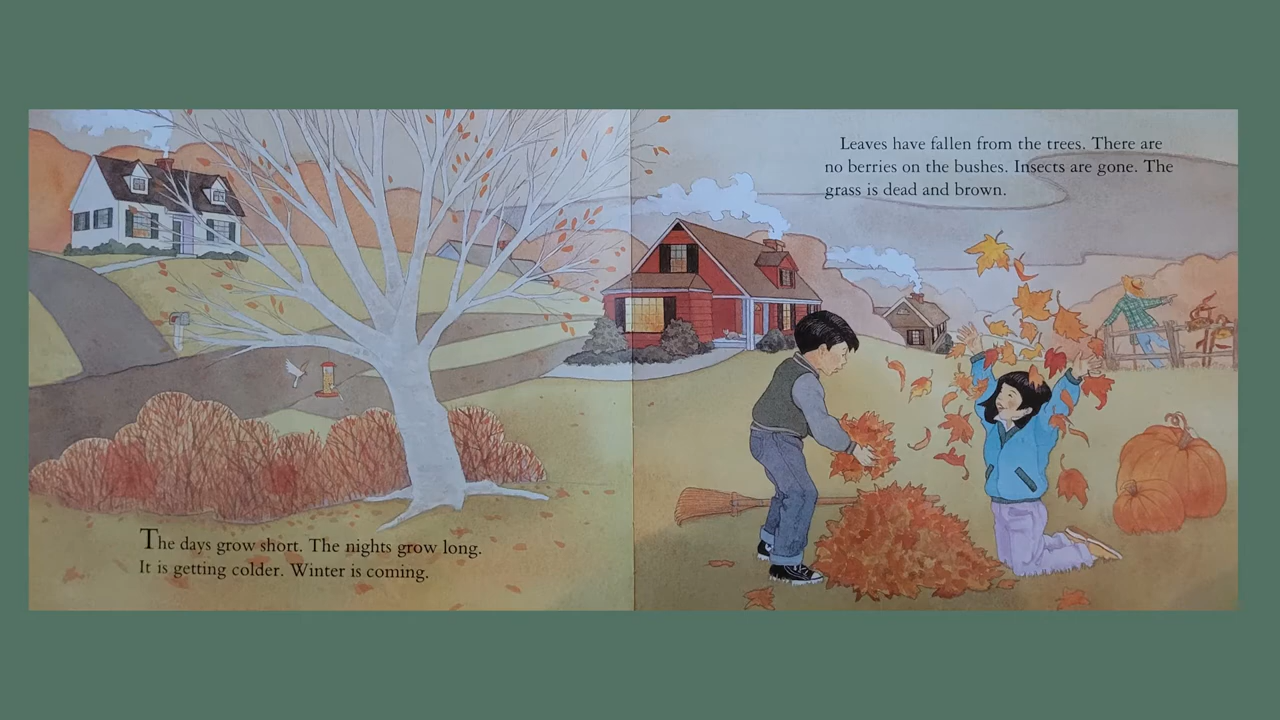 The days grow short. The nights grow long.
It is getting colder. Winter is coming.
Leaves have fallen from the trees. There are
no berries on the bushes. Insects are gone. The
grass is dead and brown.